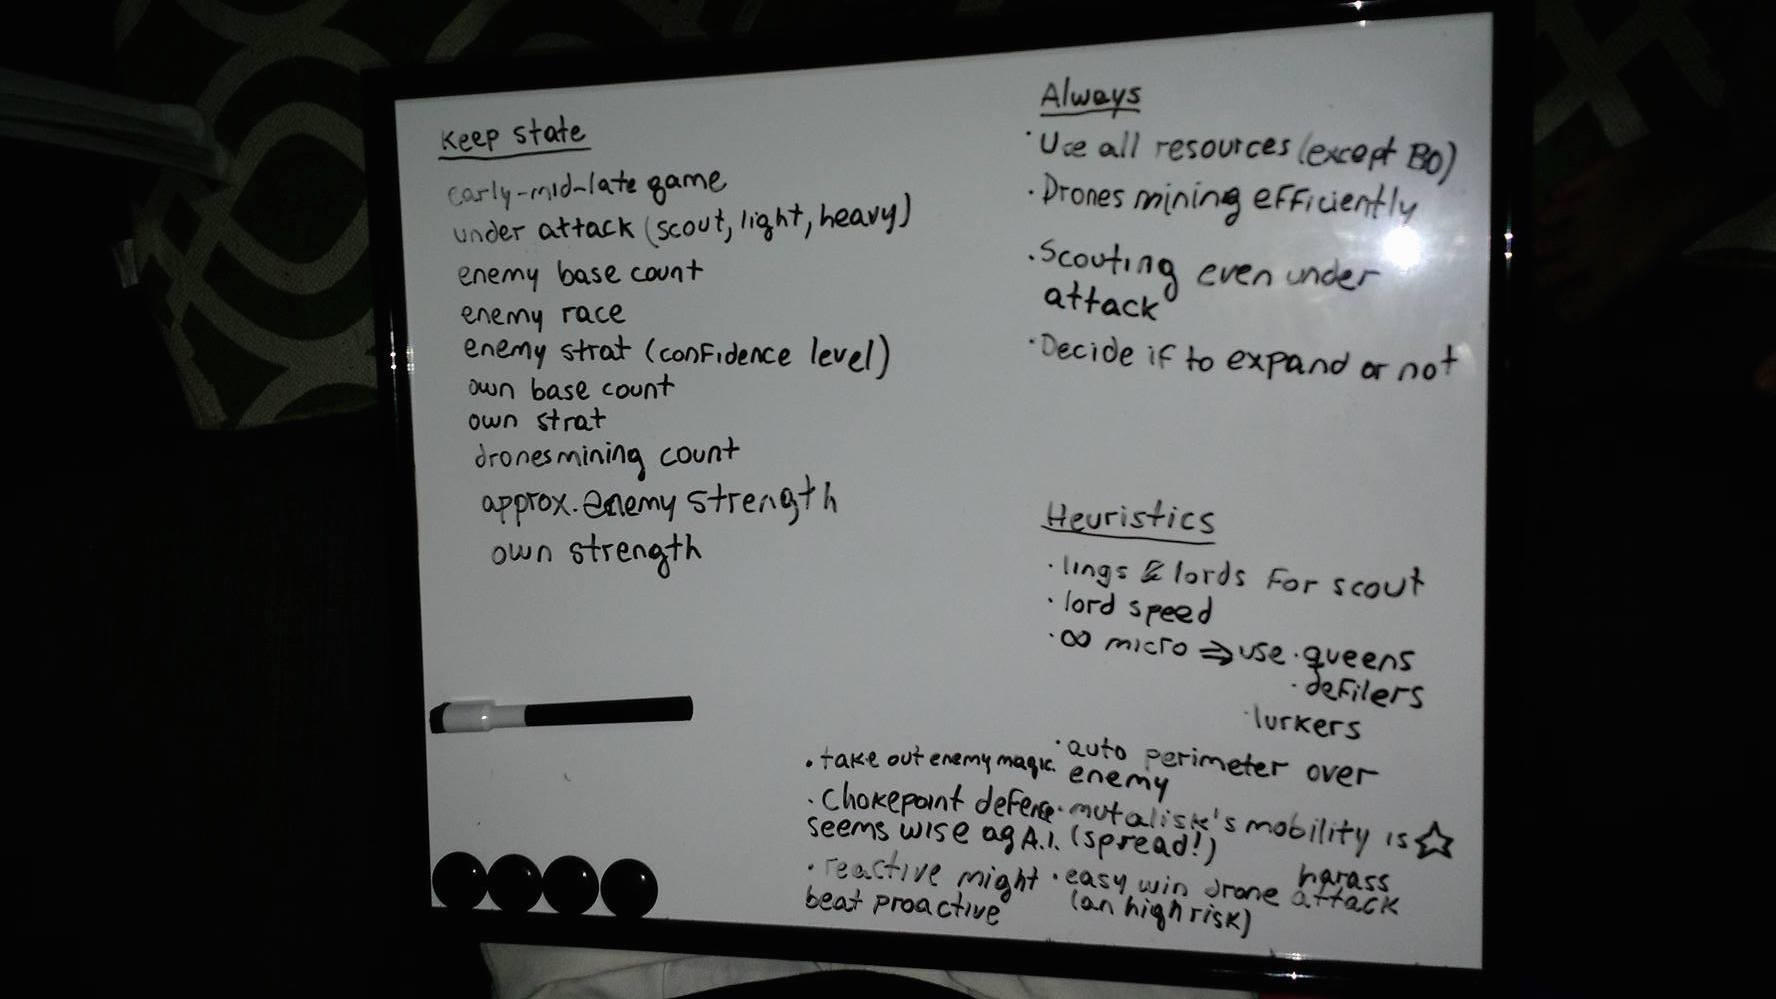 Keep state
early-mid-late game
under attack (scout, light, heavy)
enemy base count
enemy race
enemy strat (confidence level)
own base count
own strat
drones mining count
approx. enemy strength
own strength
Always
· Use all resources (except BO)
· Drones mining efficiently
· Scouting even under
attack
· Decide if to expand or not
Heuristics
· lings & lords for scout
· lord speed
· ∞ micro ⇒ use · queens
· defilers
· lurkers
· auto perimeter over
enemy
· mutalisk's mobility is ☆
(spread!)
· easy win drone harass attack
(an high risk)
· take out enemy magic.
· Chokepoint defense
seems wise ag A.I.
· reactive might
beat proactive